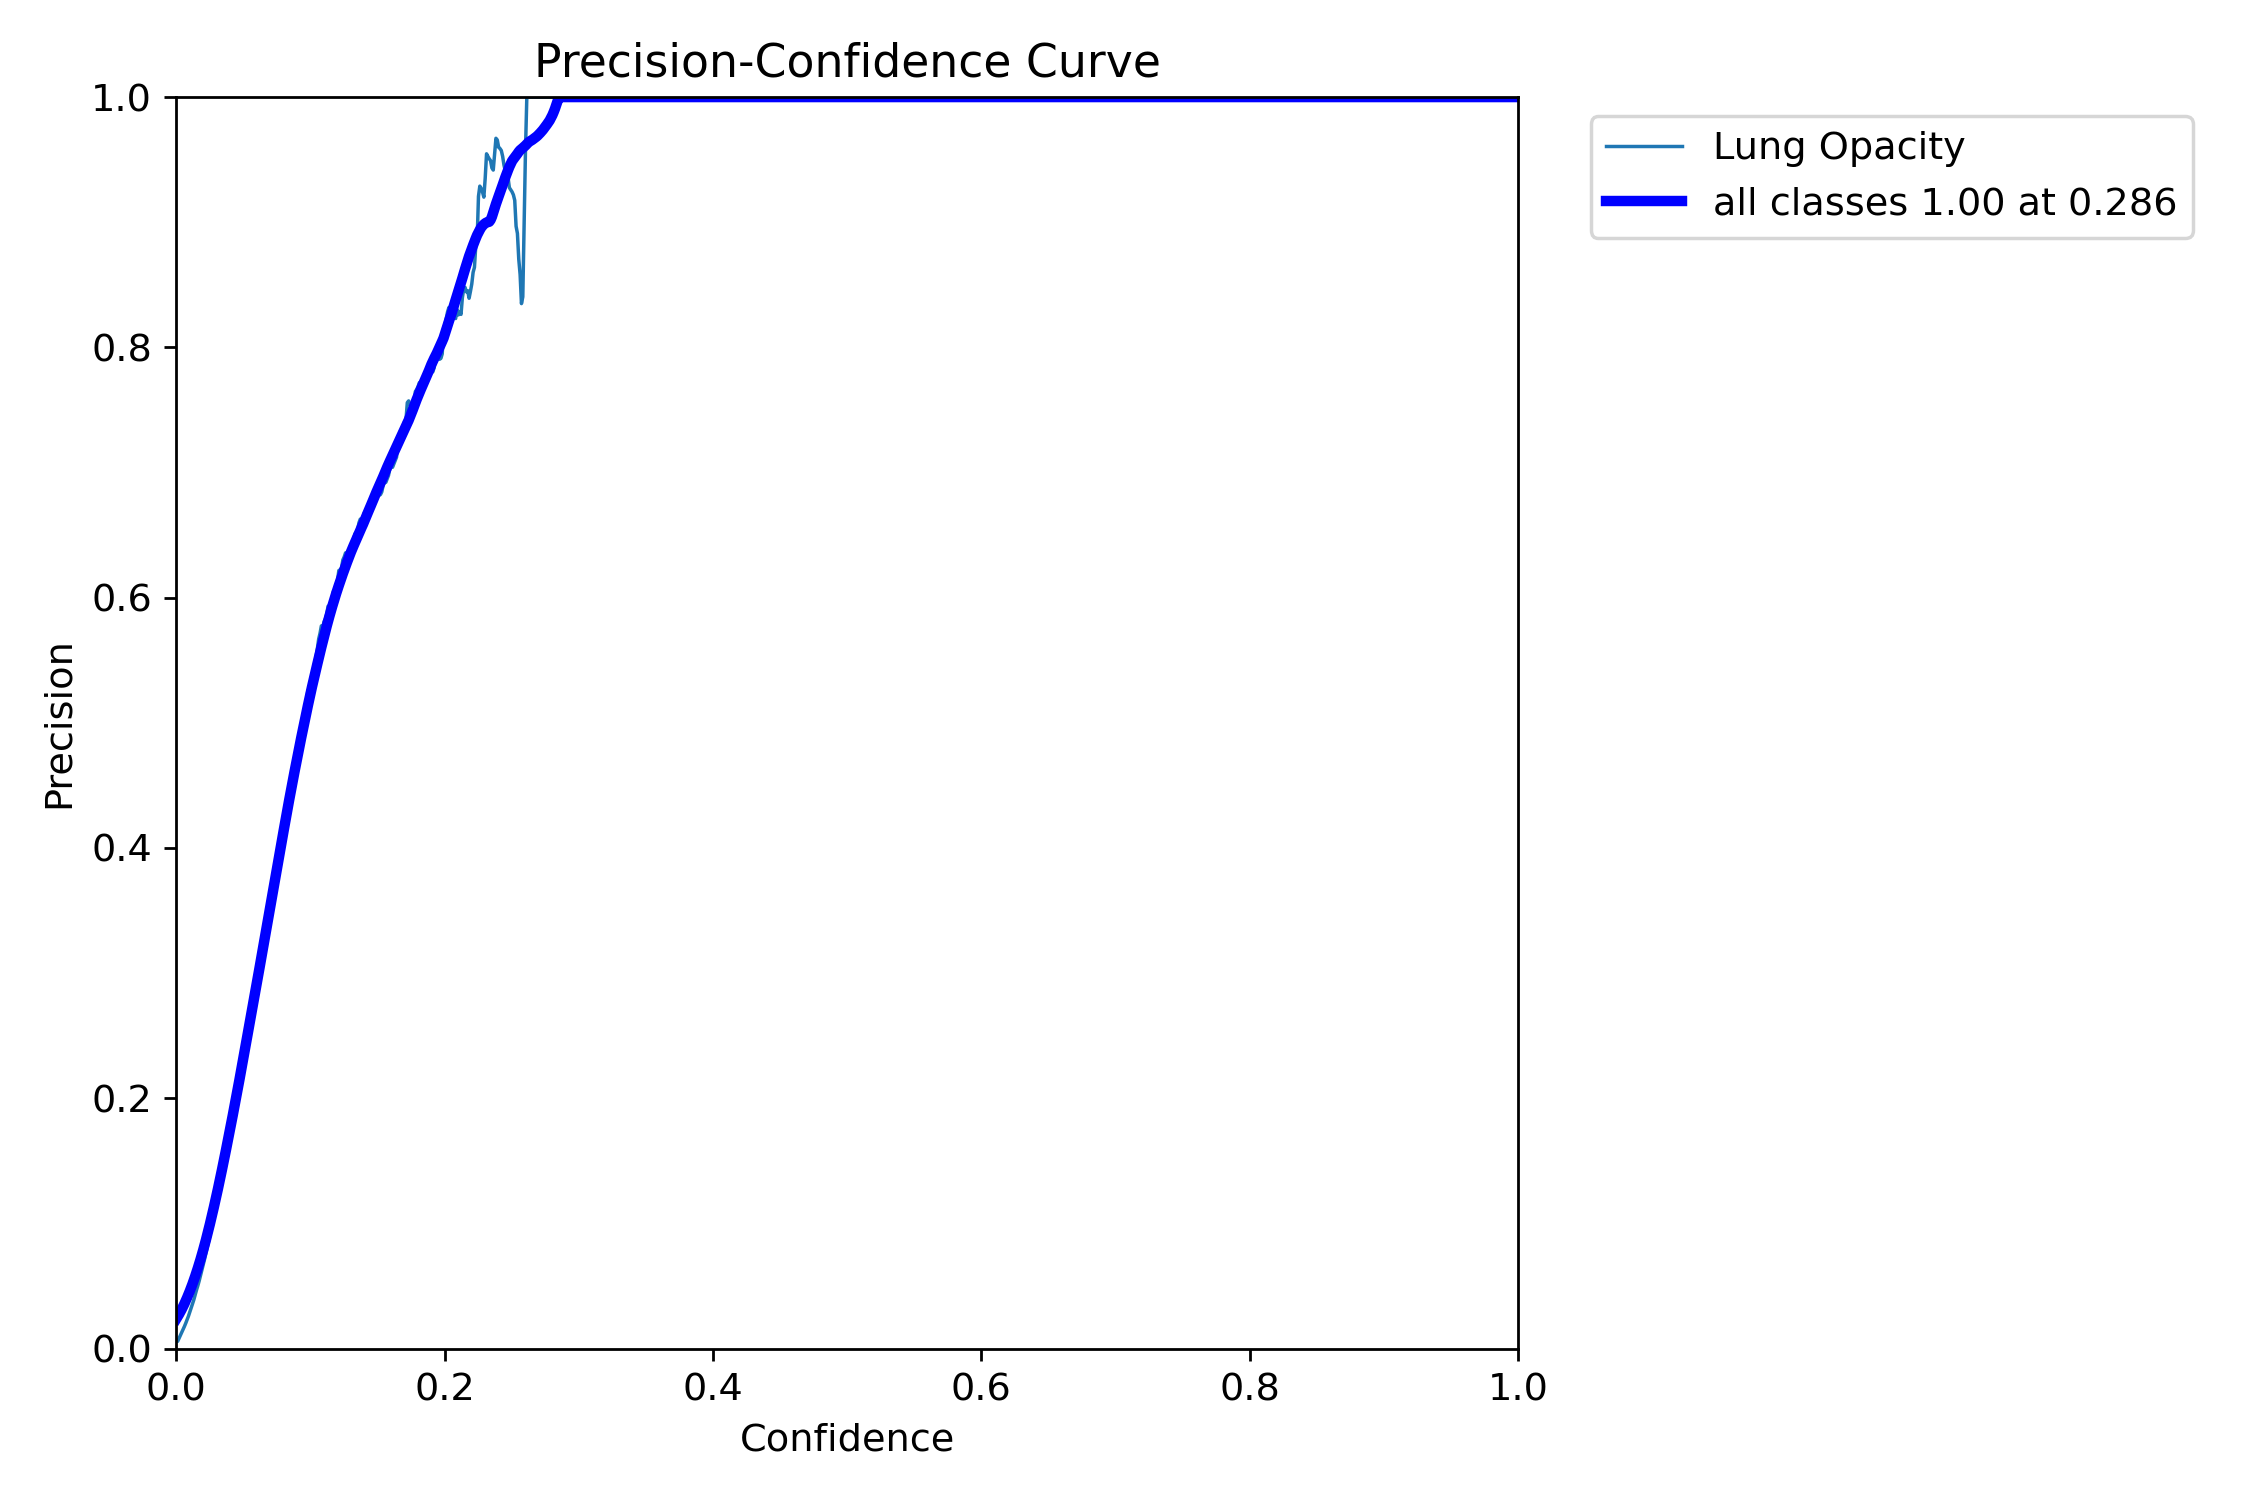 Precision-Confidence Curve
1.0
0.8
0.6
0.4
0.2
0.0
Precision
0.0 0.2 0.4 0.6 0.8 1.0
Confidence
Lung Opacity
all classes 1.00 at 0.286